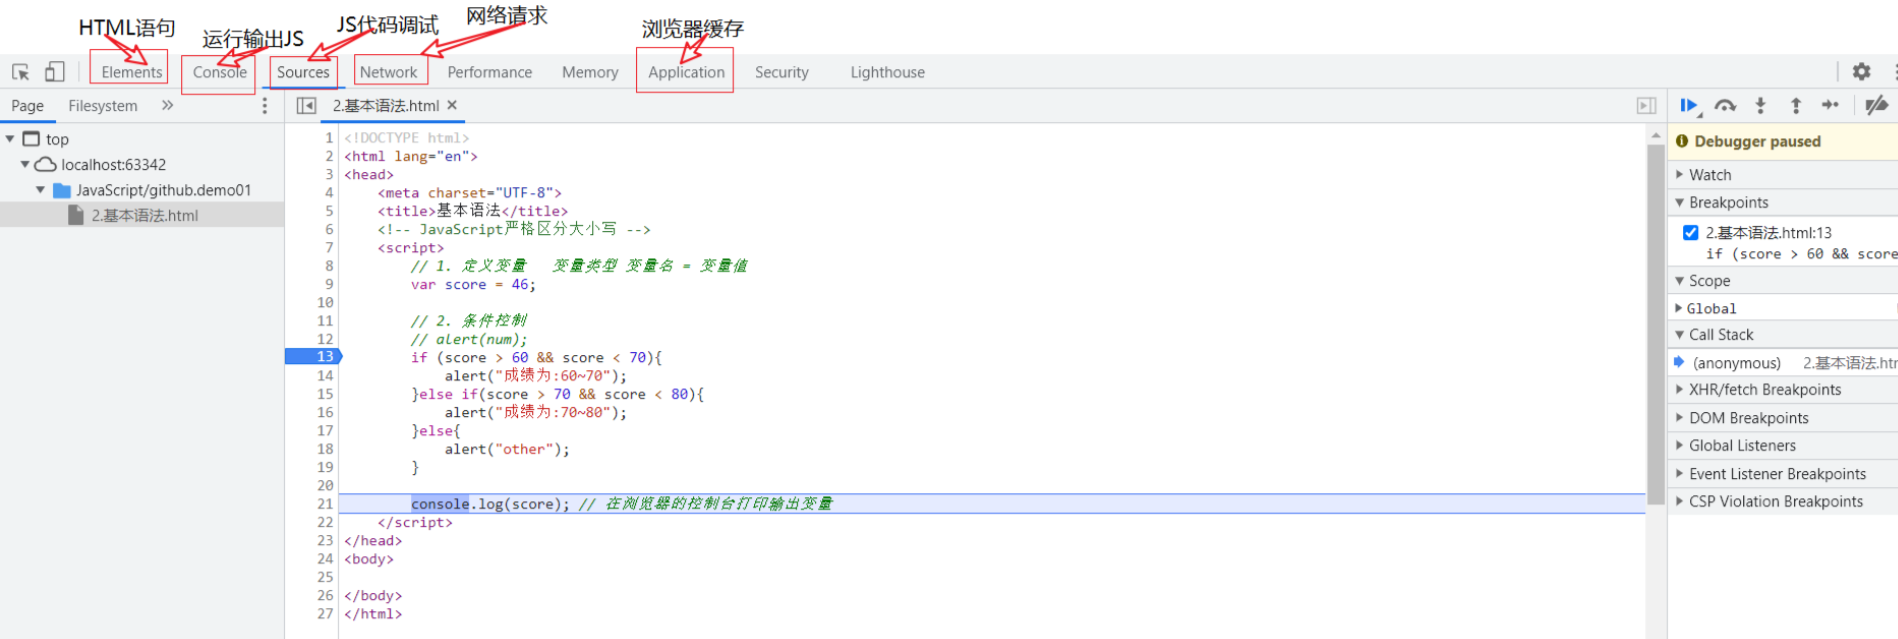 HTML语句
运行输出JS
JS代码调试
网络请求
浏览器缓存
Elements Console Sources Network Performance Memory Application Security Lighthouse
Page Filesystem »
2.基本语法.html ×
top
localhost:63342
JavaScript/github.demo01
2.基本语法.html
1 <!DOCTYPE html>
2 <html lang="en">
3 <head>
4 <meta charset="UTF-8">
5 <title>基本语法</title>
6 <!-- JavaScript严格区分大小写 -->
7 <script>
8 // 1. 定义变量 变量类型 变量名 = 变量值
9 var score = 46;
10
11 // 2. 条件控制
12 // alert(num);
13 if (score > 60 && score < 70){
14 alert("成绩为:60~70");
15 }else if(score > 70 && score < 80){
16 alert("成绩为:70~80");
17 }else{
18 alert("other");
19 }
20
21 console.log(score); // 在浏览器的控制台打印输出变量
22 </script>
23 </head>
24 <body>
25
26 </body>
27 </html>
Debugger paused
Watch
Breakpoints
2.基本语法.html:13
if (score > 60 && score
Scope
Global
Call Stack
(anonymous) 2.基本语法.htm
XHR/fetch Breakpoints
DOM Breakpoints
Global Listeners
Event Listener Breakpoints
CSP Violation Breakpoints